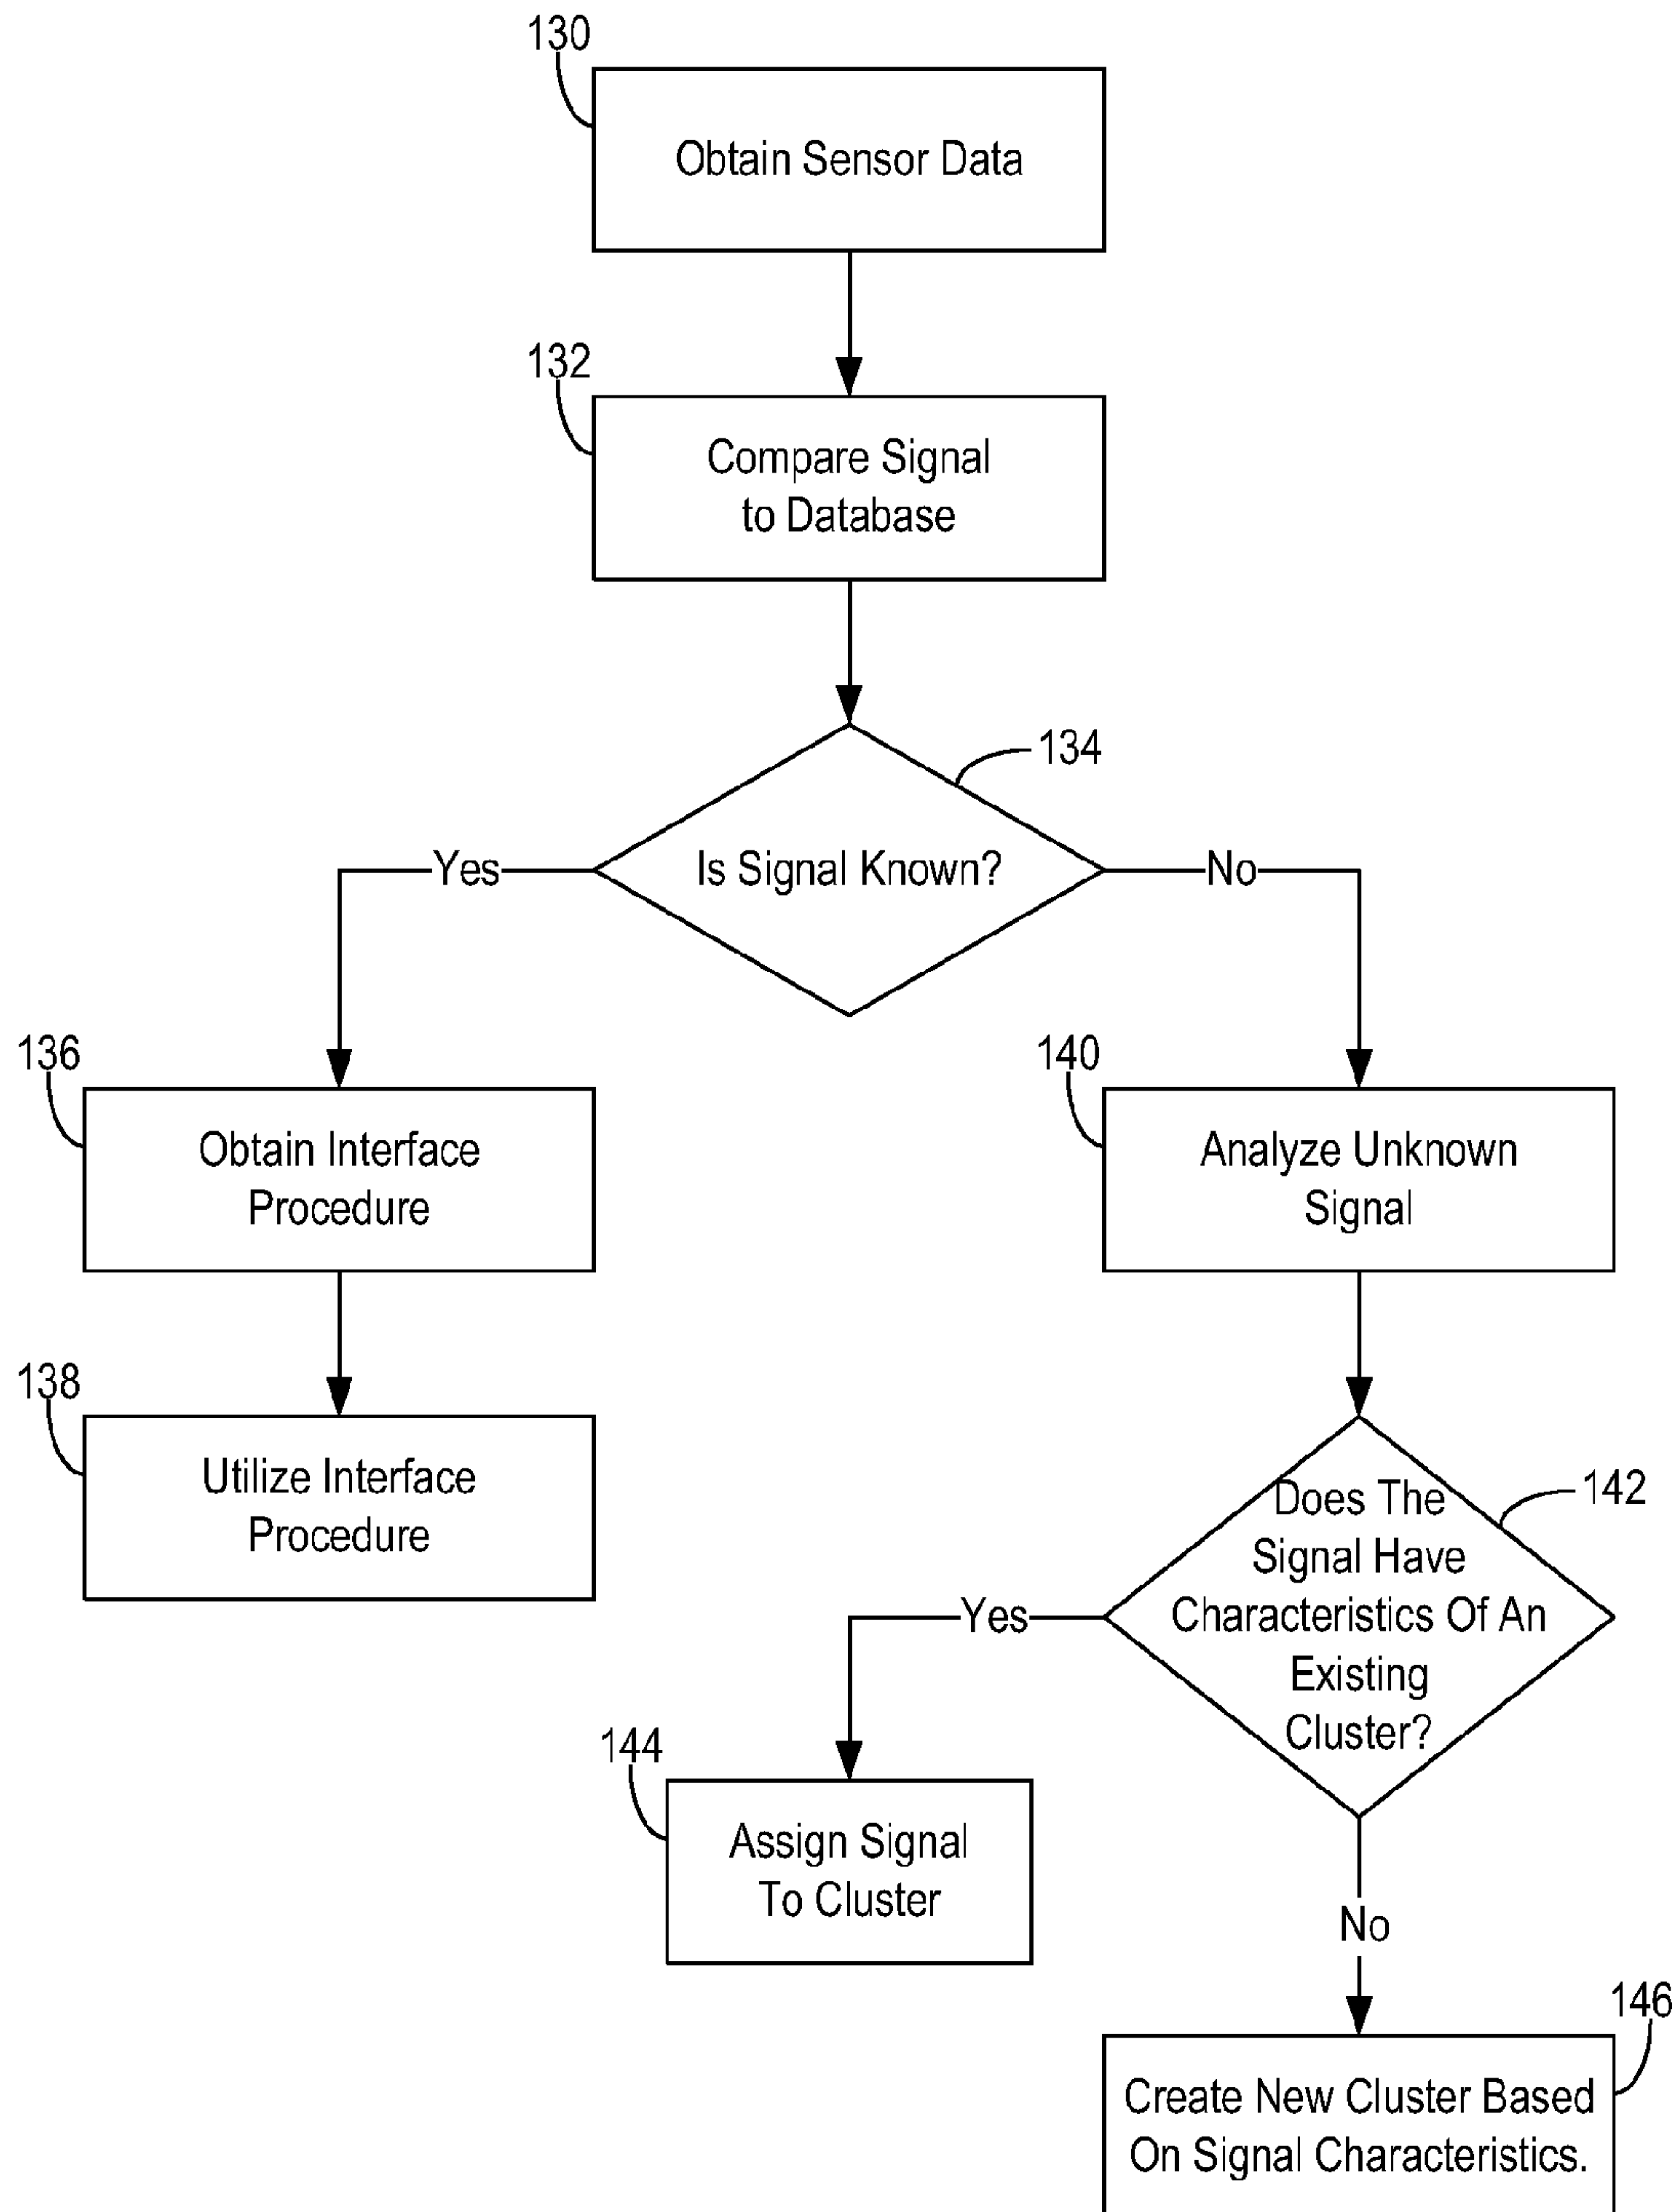 130
Obtain Sensor Data
132
Compare Signal
to Database
134
Is Signal Known?
Yes
No
136
Obtain Interface
Procedure
140
Analyze Unknown
Signal
138
Utilize Interface
Procedure
142
Does The
Signal Have
Characteristics Of An
Existing
Cluster?
Yes
144
Assign Signal
To Cluster
No
146
Create New Cluster Based
On Signal Characteristics.